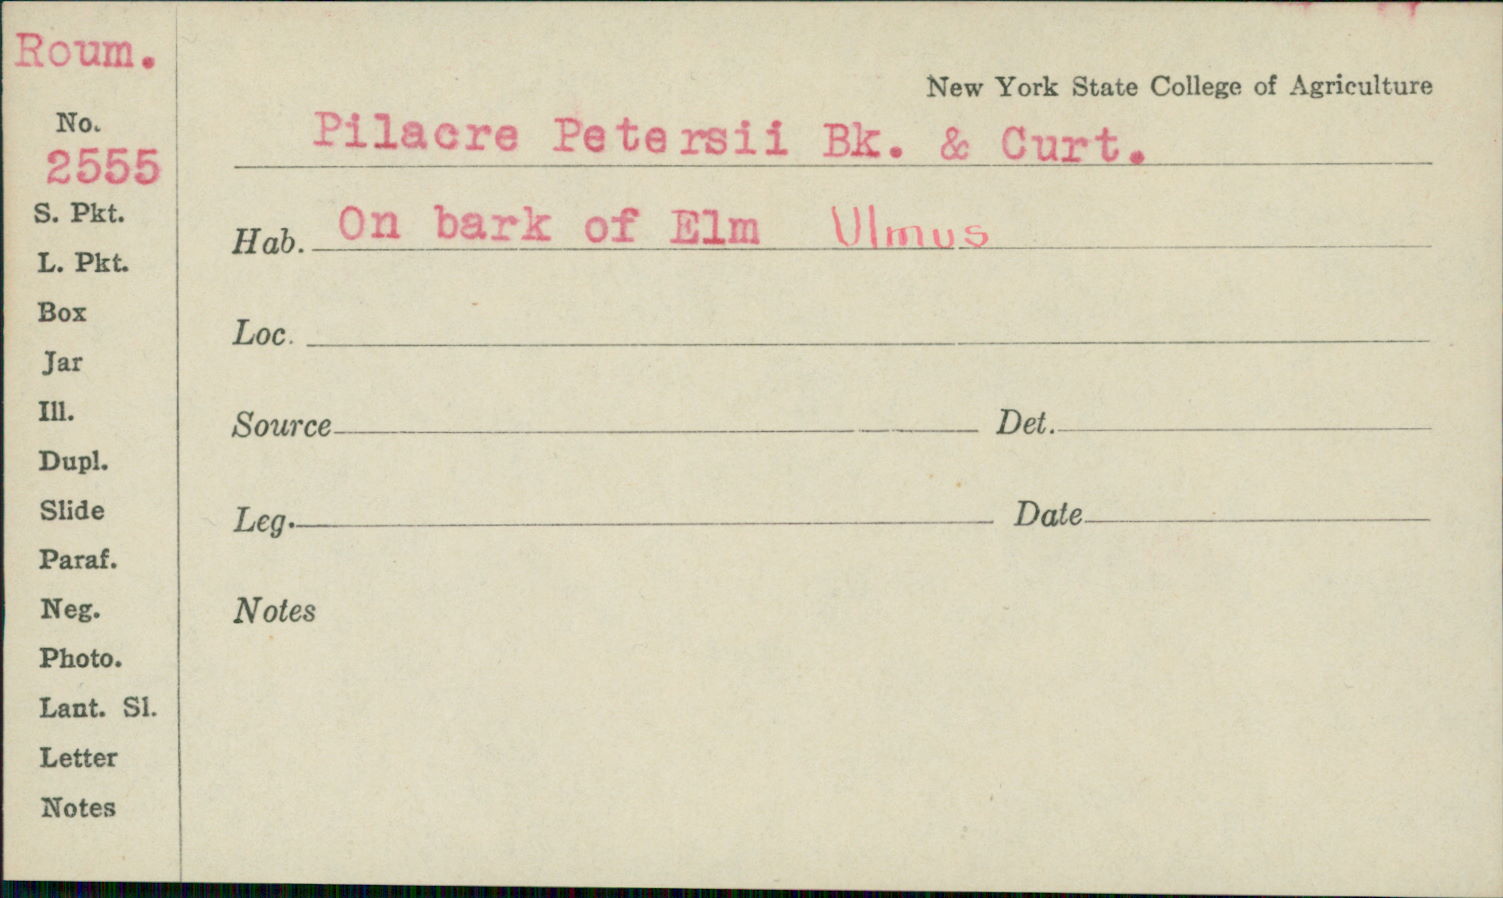 Roum.
No.
2555
S. Pkt.
L. Pkt.
Box
Jar
Ill.
Dupl.
Slide
Paraf.
Neg.
Photo.
Lant. Sl.
Letter
Notes
New York State College of Agriculture
Pilacre Petersii Bk. & Curt.
Hab. On bark of Elm Ulmus
Loc.
Source Det.
Leg. Date
Notes